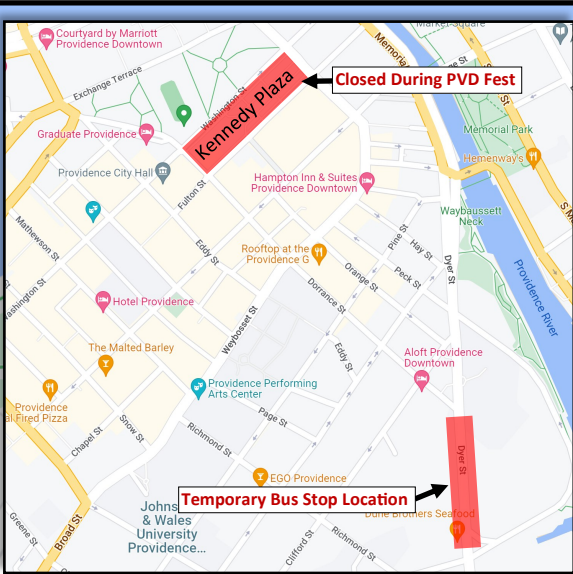 Courtyard by Marriott
Providence Downtown
Market Square
Memorial
Exchange Terrace
Washington St
Kennedy Plaza
Closed During PVD Fest
Memorial Park
Graduate Providence
Hemenway's
Providence City Hall
Fulton St
Hampton Inn & Suites
Providence Downtown
S M
Waybaussett
Neck
Mathewson St
Eddy St
Pine St
Hay St
Rooftop at the
Providence G
Dyer St
Providence River
Washington St
Orange St
Peck St
Dorrance St
Hotel Providence
Weybosset St
The Malted Barley
Eddy St
Aloft Providence
Downtown
Providence Performing
Arts Center
Providence
al Fired Pizza
Snow St
Page St
Chapel St
Richmond St
Dyer St
EGO Providence
Temporary Bus Stop Location
Dune Brothers Seafood
Johns
& Wales
University
Providence...
Greene St
Broad St
Clifford St
Richmond St